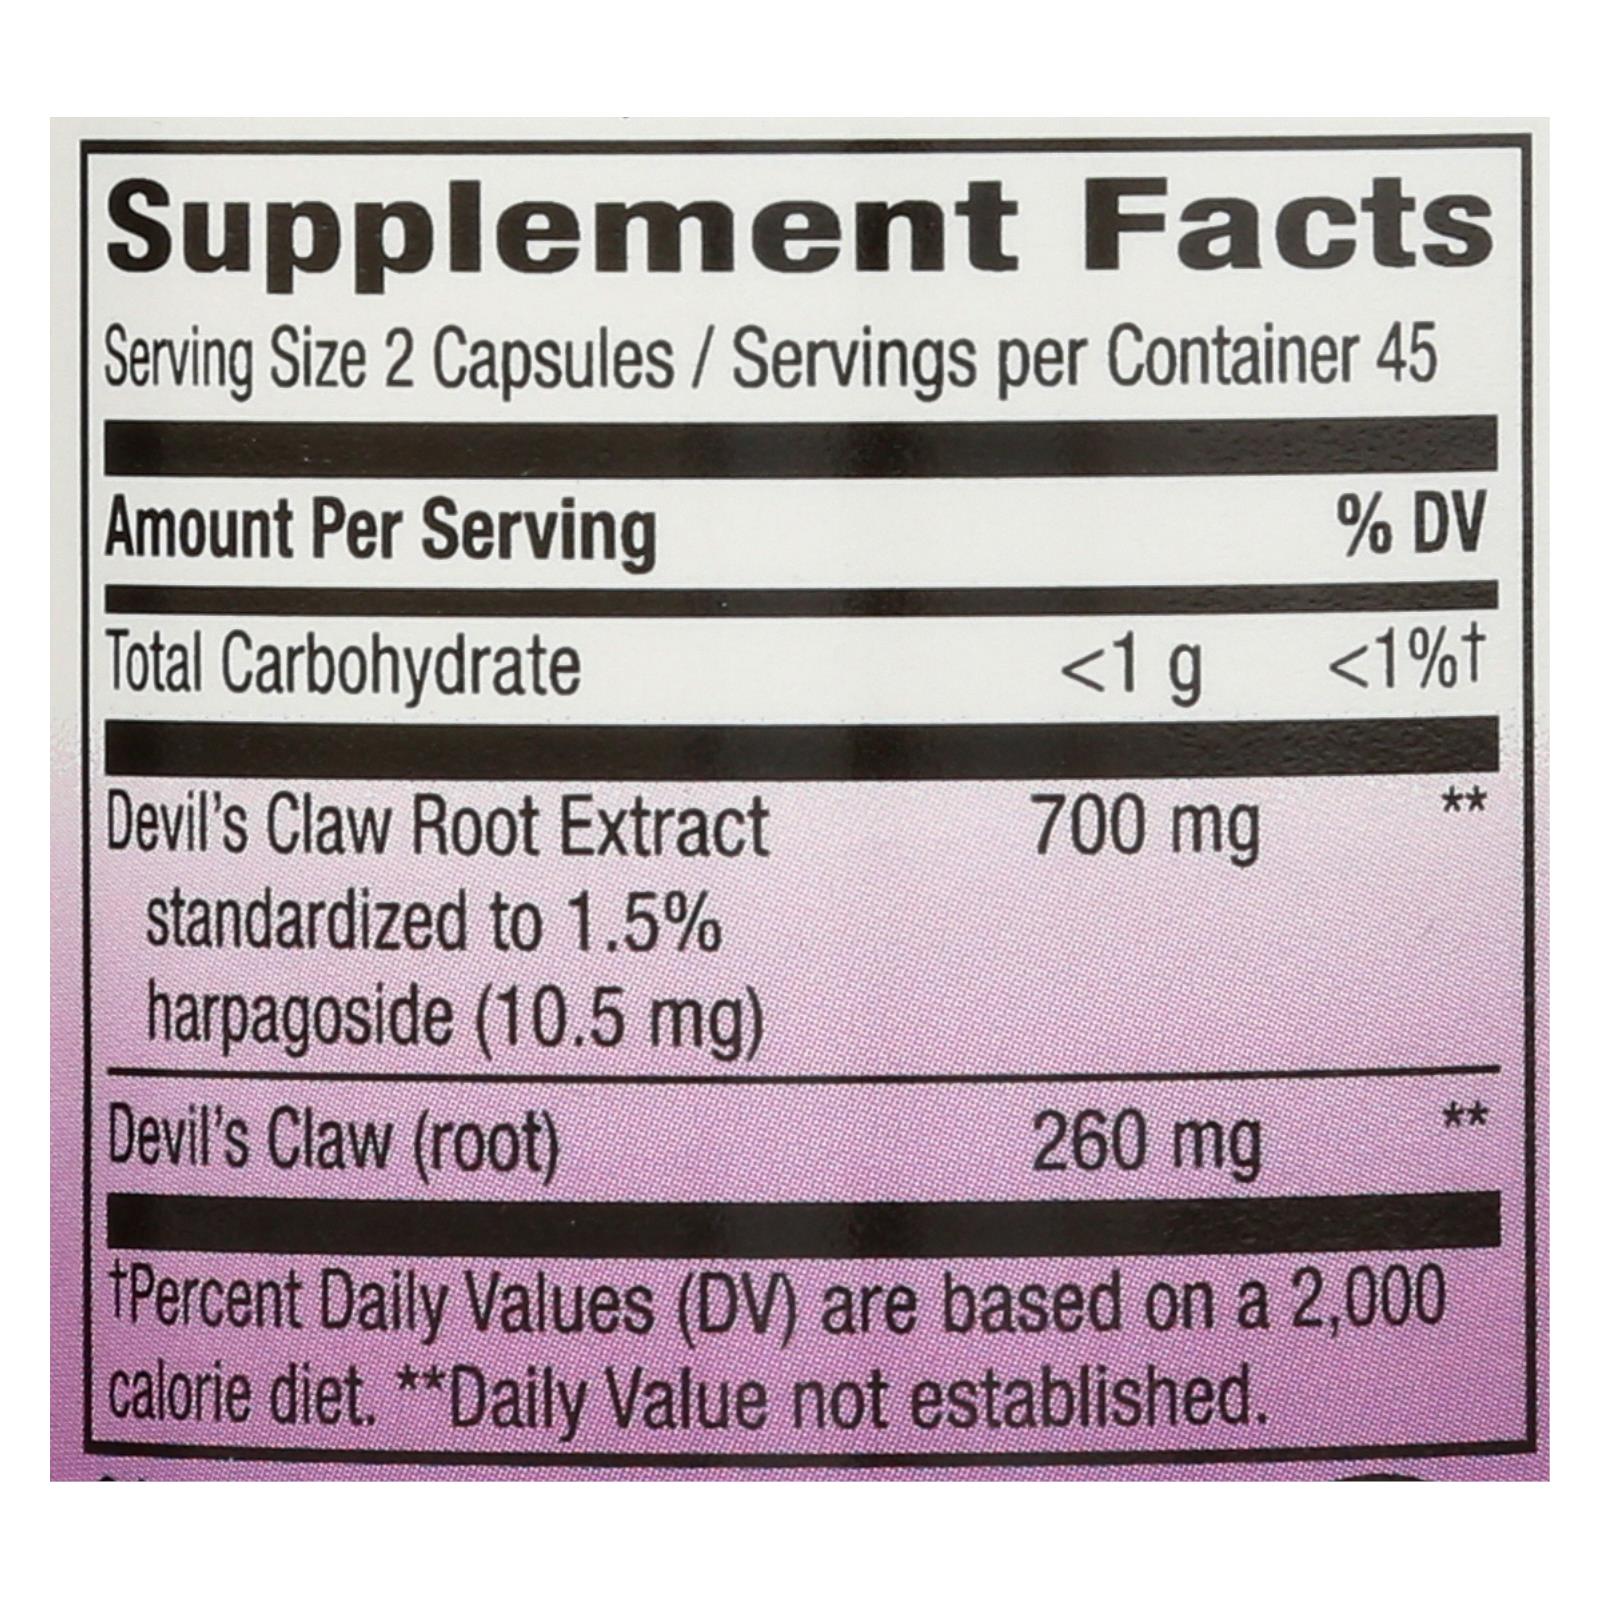 Supplement Facts
Serving Size 2 Capsules / Servings per Container 45
Amount Per Serving % DV
Total Carbohydrate <1 g <1%†
Devil's Claw Root Extract 700 mg **
standardized to 1.5%
harpagoside (10.5 mg)
Devil's Claw (root) 260 mg **
†Percent Daily Values (DV) are based on a 2,000
calorie diet. **Daily Value not established.